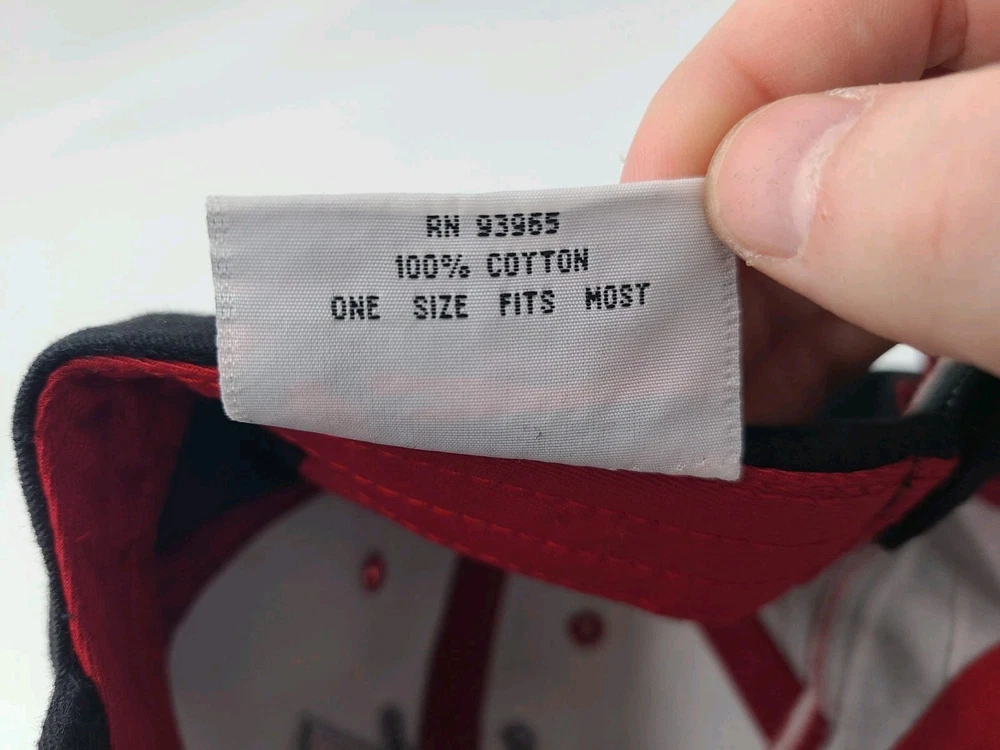 RN 93965
100% COTTON
ONE SIZE FITS MOST